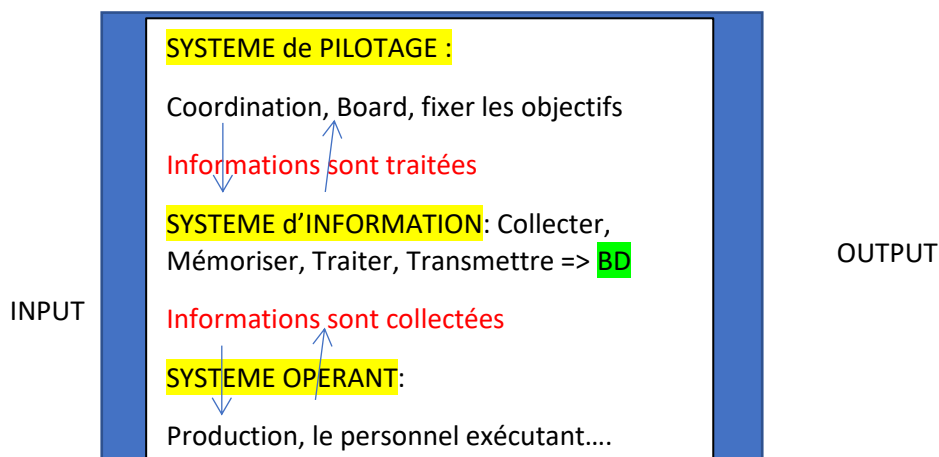 SYSTEME de PILOTAGE :
Coordination, Board, fixer les objectifs
Informations sont traitées
SYSTEME d’INFORMATION: Collecter,
Mémoriser, Traiter, Transmettre => BD
OUTPUT
INPUT
Informations sont collectées
SYSTEME OPERANT:
Production, le personnel exécutant….